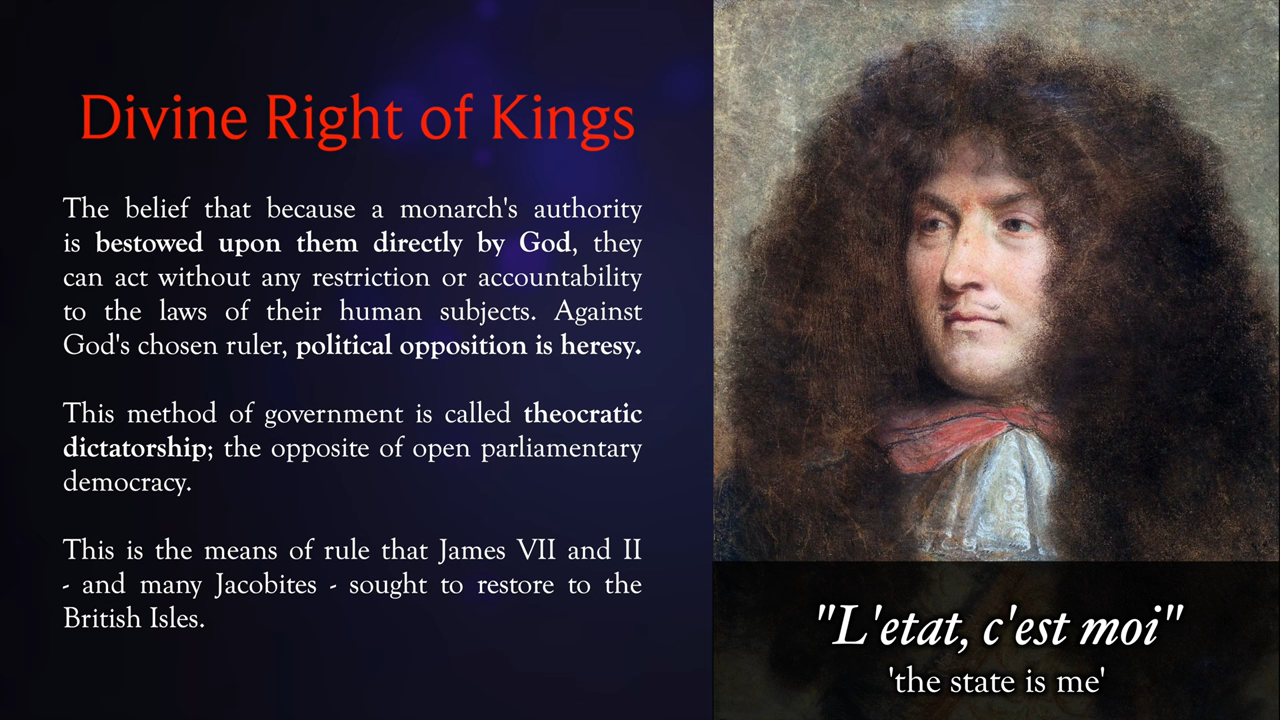 Divine Right of Kings
The belief that because a monarch's authority
is bestowed upon them directly by God, they
can act without any restriction or accountability
to the laws of their human subjects. Against
God's chosen ruler, political opposition is heresy.
This method of government is called theocratic
dictatorship; the opposite of open parliamentary
democracy.
This is the means of rule that James VII and II
- and many Jacobites - sought to restore to the
British Isles.
"L'etat, c'est moi"
'the state is me'